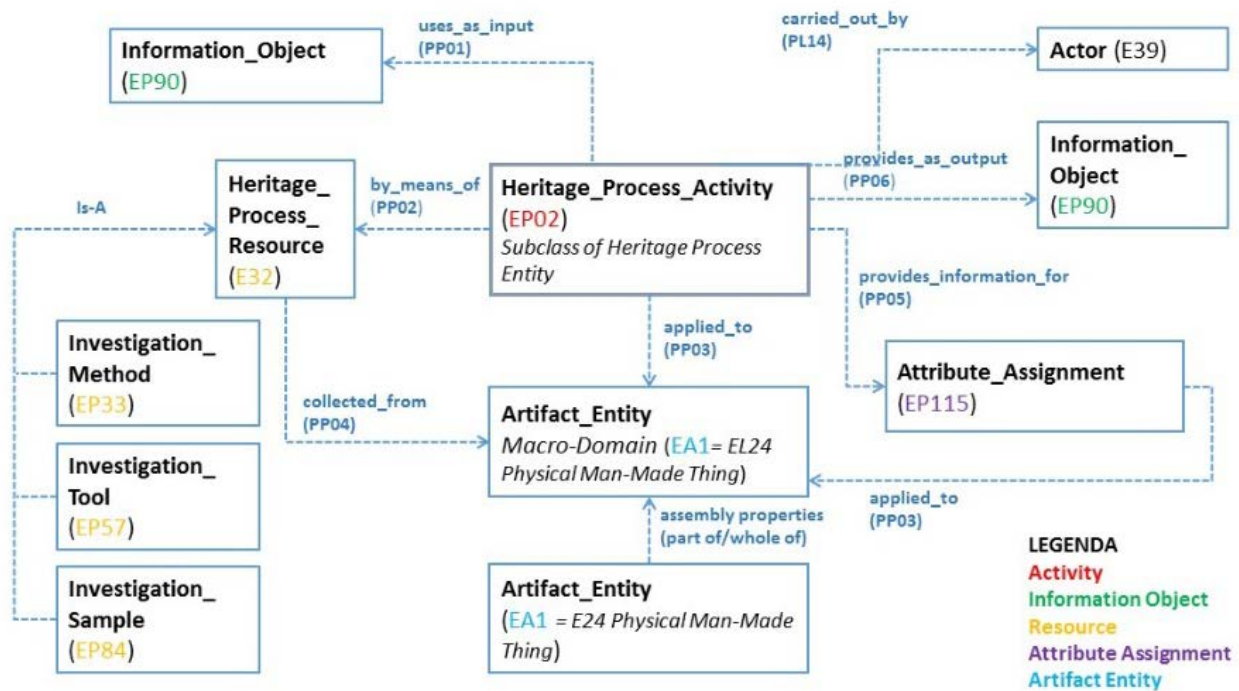 uses_as_input
(PP01)
carried_out_by
(PL14)
Information_Object
(EP90)
Actor (E39)
Information_
Object
(EP90)
provides_as_output
(PP06)
Heritage_
Process_
Resource
(E32)
by_means_of
(PP02)
Heritage_Process_Activity
(EP02)
Subclass of Heritage Process
Entity
Is-A
provides_information_for
(PP05)
applied_to
(PP03)
Investigation_
Method
(EP33)
Attribute_Assignment
(EP115)
collected_from
(PP04)
Artifact_Entity
Macro-Domain (EA1= EL24
Physical Man-Made Thing)
Investigation_
Tool
(EP57)
applied_to
(PP03)
assembly properties
(part of/whole of)
Investigation_
Sample
(EP84)
Artifact_Entity
(EA1 = E24 Physical Man-Made
Thing)
LEGENDA
Activity
Information Object
Resource
Attribute Assignment
Artifact Entity